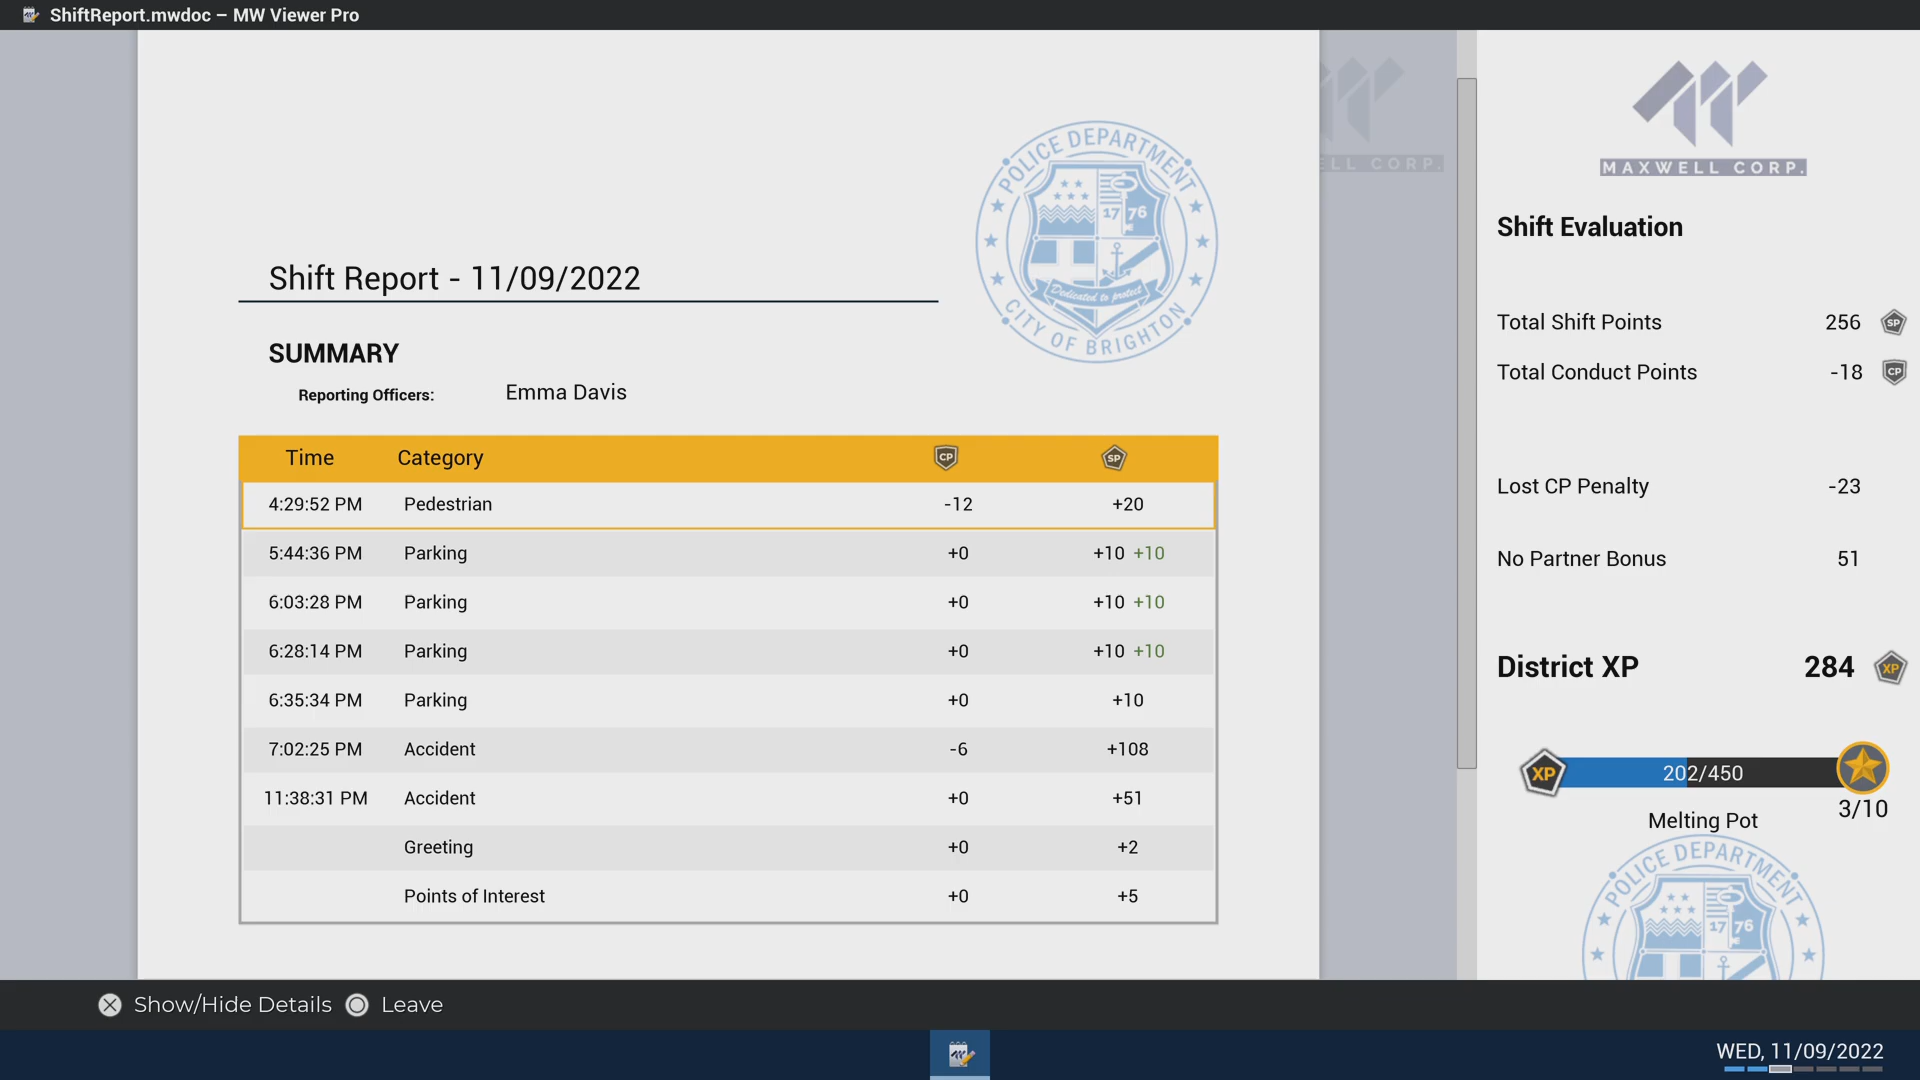 ShiftReport.mwdoc – MW Viewer Pro
POLICE DEPARTMENT
1776
Dedicated to protect
CITY OF BRIGHTON
Shift Report - 11/09/2022
SUMMARY
Reporting Officers: Emma Davis
Time Category CP SP
4:29:52 PM Pedestrian -12 +20
5:44:36 PM Parking +0 +10 +10
6:03:28 PM Parking +0 +10 +10
6:28:14 PM Parking +0 +10 +10
6:35:34 PM Parking +0 +10
7:02:25 PM Accident -6 +108
11:38:31 PM Accident +0 +51
Greeting +0 +2
Points of Interest +0 +5
ELL CORP.
MAXWELL CORP.
Shift Evaluation
Total Shift Points 256 SP
Total Conduct Points -18 CP
Lost CP Penalty -23
No Partner Bonus 51
District XP 284 XP
XP 202/450
3/10
Melting Pot
POLICE DEPARTMENT
1776
Show/Hide Details Leave
WED, 11/09/2022